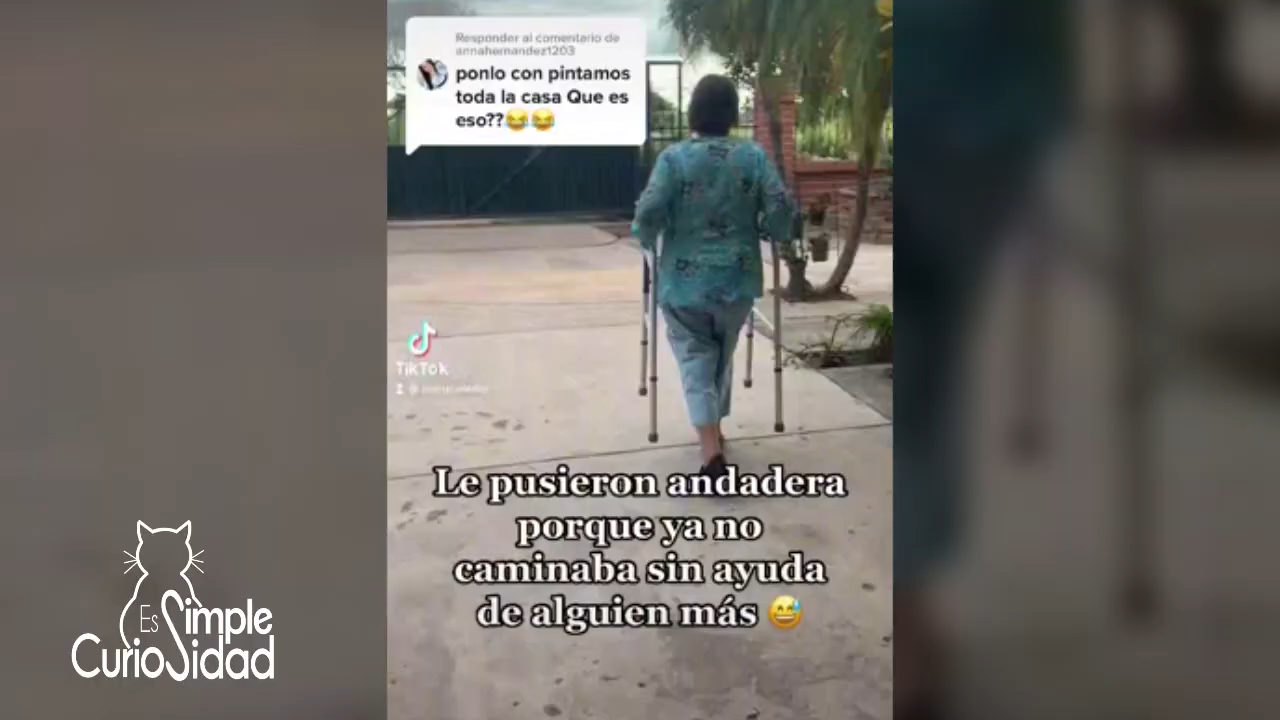 Responder al comentario de
annahernandez1203
ponlo con pintamos
toda la casa Que es
eso??😂😂
TikTok
Le pusieron andadera
porque ya no
caminaba sin ayuda
de alguien más 😅
Es Simple
CurioSidad